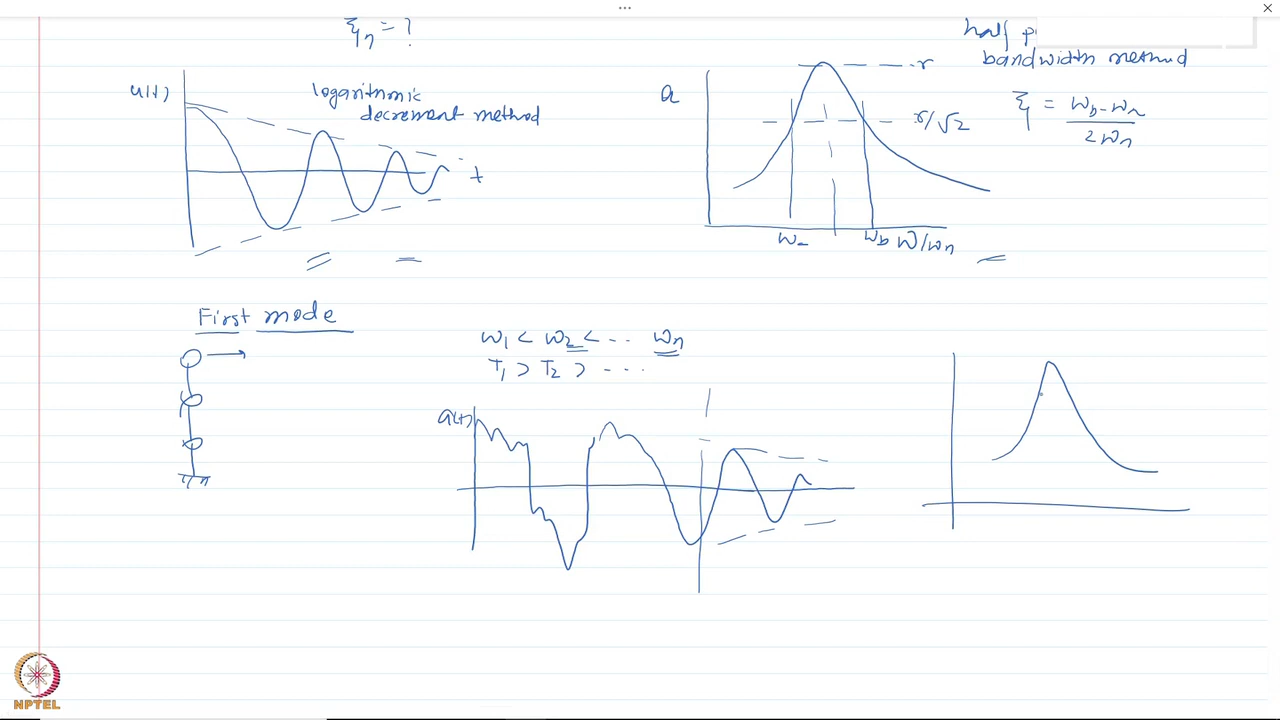 ξn = ?
half
bandwidth method
u(t)
logarithmic
decrement method
t
a
r
r/√2
ξ = ωb - ωa / 2ωn
ωa
ωb
ω/ωn
First mode
ω1 < ω2 < ... ωn
T1 > T2 > ....
a(t)
NPTEL